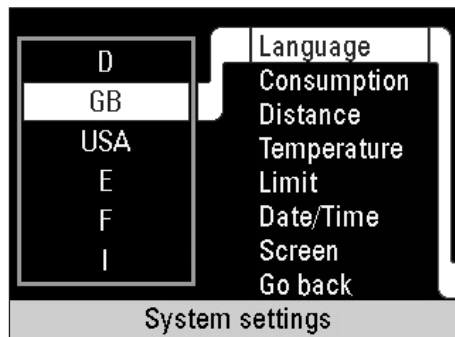 D
GB
USA
E
F
I
Language
Consumption
Distance
Temperature
Limit
Date/Time
Screen
Go back
System settings